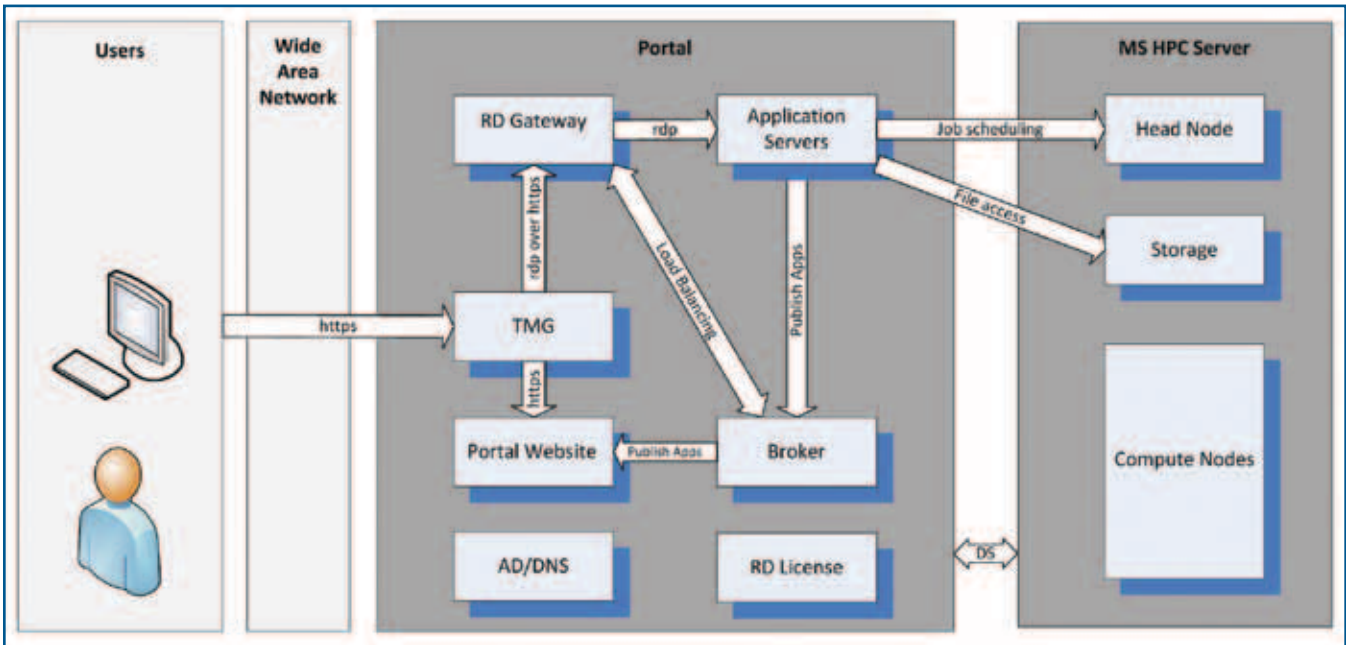 Users
Wide
Area
Network
Portal
MS HPC Server
RD Gateway
rdp
Application
Servers
Job scheduling
Head Node
File access
Storage
rdp over https
Load Balancing
Publish Apps
https
TMG
https
Portal Website
Publish Apps
Broker
Compute Nodes
AD/DNS
RD License
DS